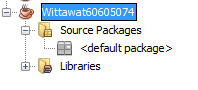 Wittawat60605074
Source Packages
<default package>
Libraries